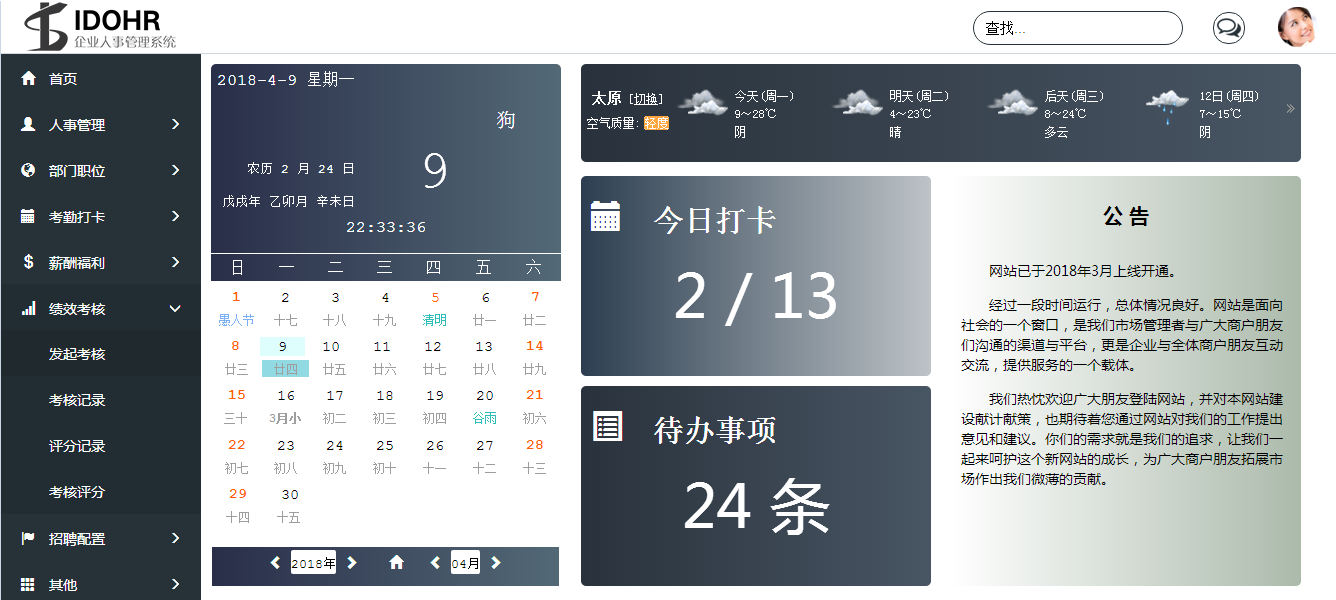 IDOHR
企业人事管理系统
查找...
首页
人事管理
部门职位
考勤打卡
薪酬福利
绩效考核
发起考核
考核记录
评分记录
考核评分
招聘配置
其他
2018-4-9 星期一
狗
农历 2 月 24 日
9
戊戌年 乙卯月 辛未日
22:33:36
日 一 二 三 四 五 六
1 2 3 4 5 6 7
愚人节 十七 十八 十九 清明 廿一 廿二
8 9 10 11 12 13 14
廿三 廿四 廿五 廿六 廿七 廿八 廿九
15 16 17 18 19 20 21
三十 3月小 初二 初三 初四 谷雨 初六
22 23 24 25 26 27 28
初七 初八 初九 初十 十一 十二 十三
29 30
十四 十五
2018年 04月
太原 [切换]
空气质量: 轻度
今天(周一)
9~28℃
阴
明天(周二)
4~23℃
晴
后天(周三)
8~24℃
多云
12日(周四)
7~15℃
阴
»
今日打卡
2 / 13
待办事项
24 条
公 告
网站已于2018年3月上线开通。
经过一段时间运行，总体情况良好。网站是面向
社会的一个窗口，是我们市场管理者与广大商户朋友
们沟通的渠道与平台，更是企业与全体商户朋友互动
交流，提供服务的一个载体。
我们热忱欢迎广大朋友登陆网站，并对本网站建
设献计献策，也期待着您通过网站对我们的工作提出
意见和建议。你们的需求就是我们的追求，让我们一
起来呵护这个新网站的成长，为广大商户朋友拓展市
场作出我们微薄的贡献。